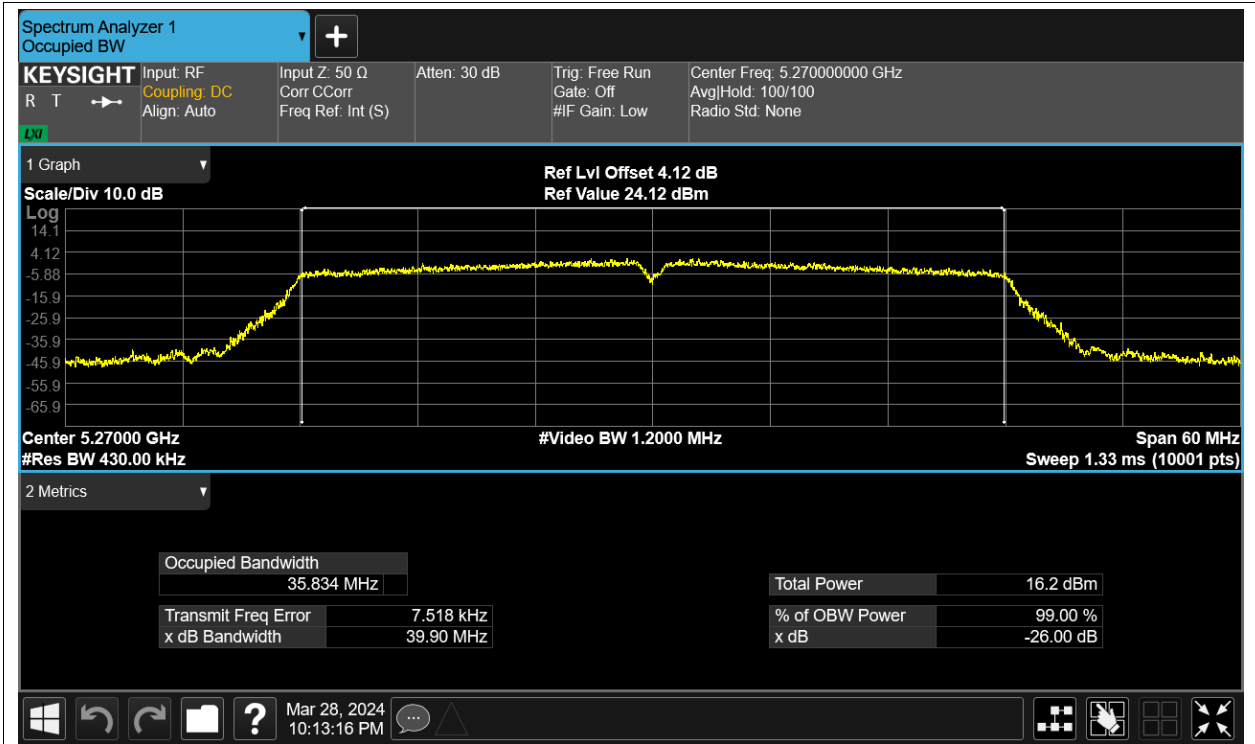 Spectrum Analyzer 1
Occupied BW
KEYSIGHT
R T
LXI
Input: RF
Coupling: DC
Align: Auto
Input Z: 50 Ω
Corr CCorr
Freq Ref: Int (S)
Atten: 30 dB
Trig: Free Run
Gate: Off
#IF Gain: Low
Center Freq: 5.270000000 GHz
Avg|Hold: 100/100
Radio Std: None
1 Graph
Ref Lvl Offset 4.12 dB
Scale/Div 10.0 dB
Ref Value 24.12 dBm
Log
14.1
4.12
-5.88
-15.9
-25.9
-35.9
-45.9
-55.9
-65.9
Center 5.27000 GHz
#Video BW 1.2000 MHz
Span 60 MHz
#Res BW 430.00 kHz
Sweep 1.33 ms (10001 pts)
2 Metrics
Occupied Bandwidth
35.834 MHz
Total Power 16.2 dBm
Transmit Freq Error 7.518 kHz
% of OBW Power 99.00 %
x dB Bandwidth 39.90 MHz
x dB -26.00 dB
?
Mar 28, 2024
10:13:16 PM